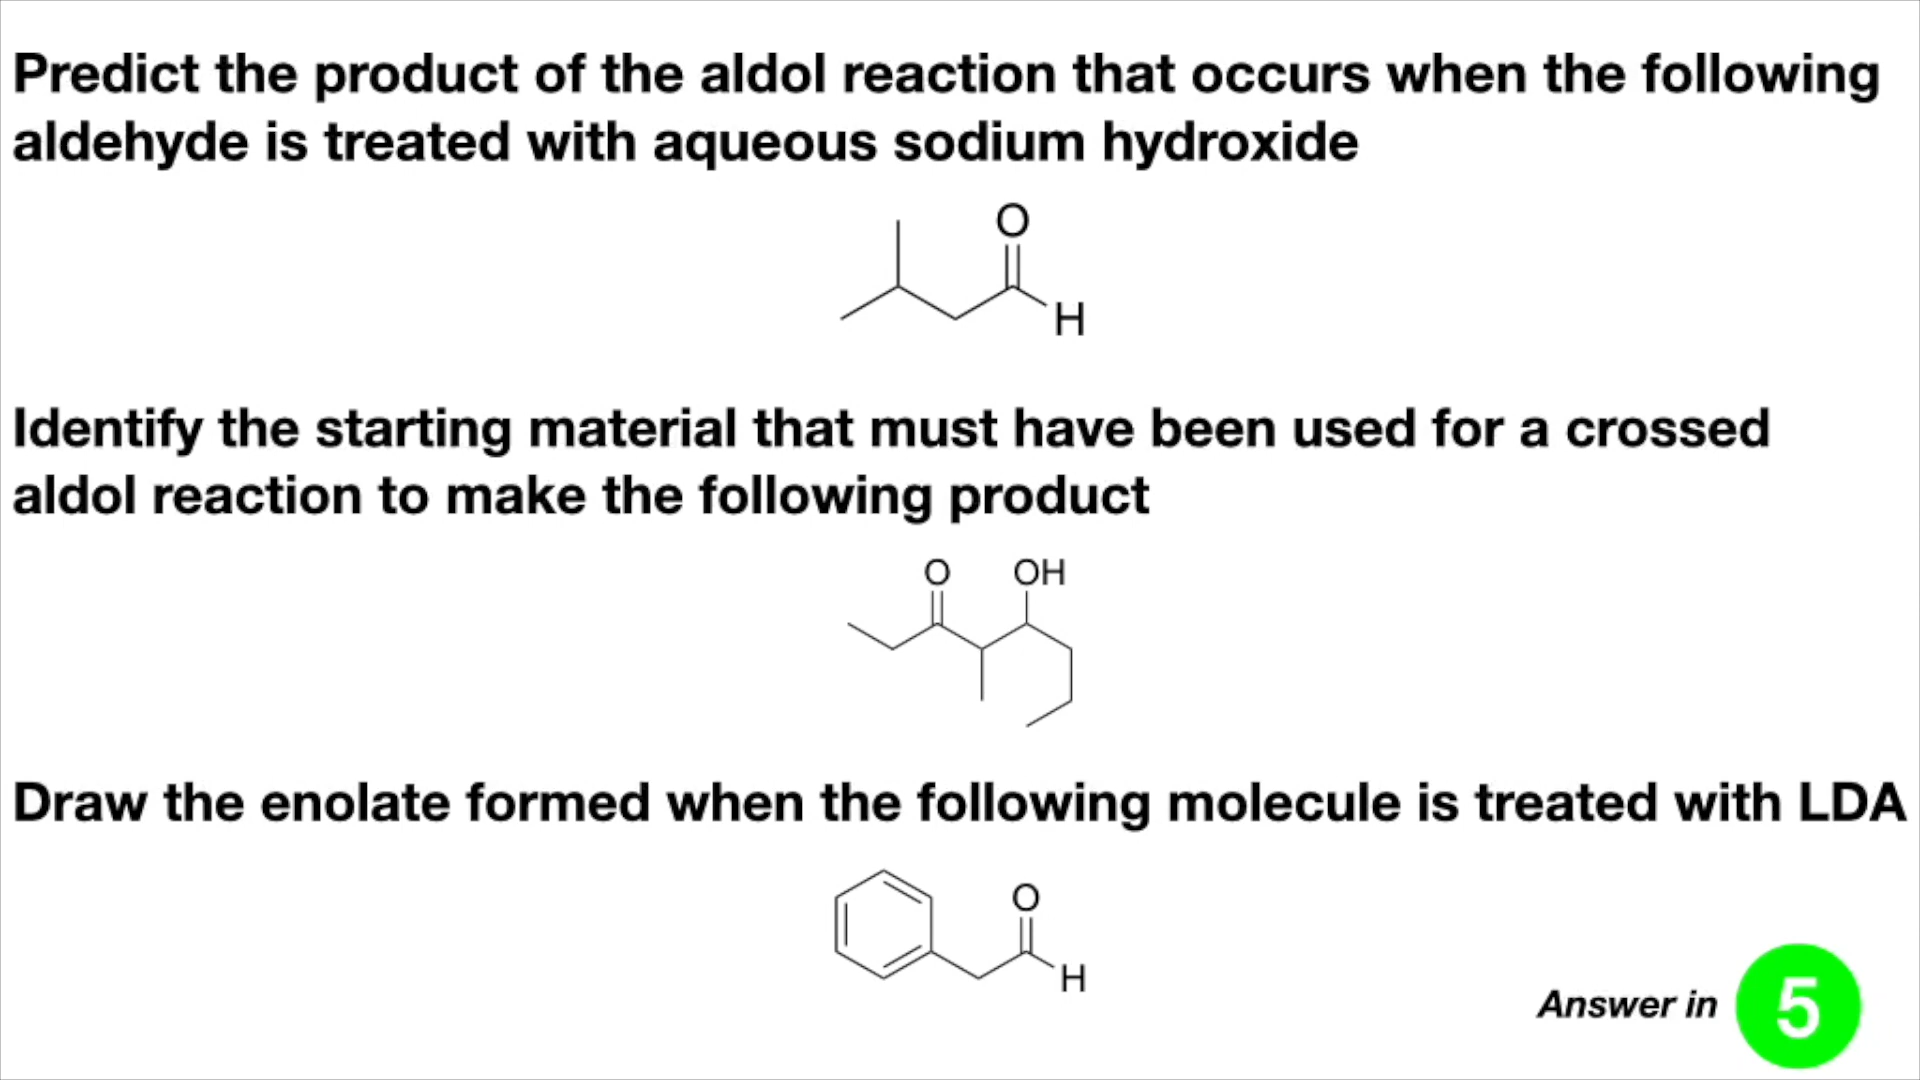 Predict the product of the aldol reaction that occurs when the following
aldehyde is treated with aqueous sodium hydroxide
O
H
Identify the starting material that must have been used for a crossed
aldol reaction to make the following product
O OH
Draw the enolate formed when the following molecule is treated with LDA
O
H
Answer in 5